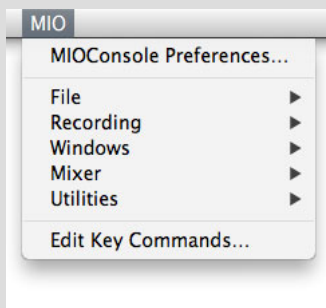 MIO
MIOConsole Preferences...
File
Recording
Windows
Mixer
Utilities
Edit Key Commands...